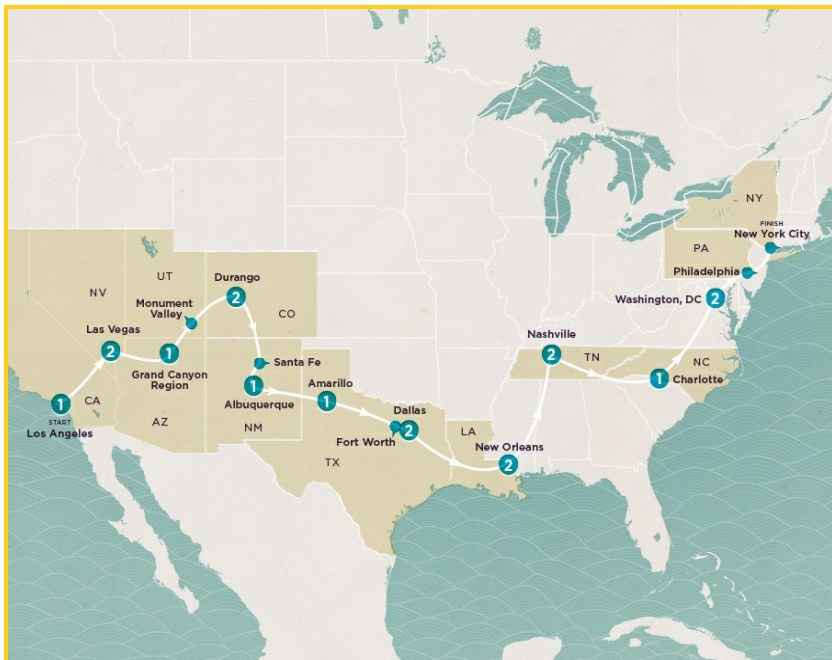 NY
FINISH
New York City
PA
Philadelphia
Washington, DC
2
UT
Durango
2
CO
NV
Monument
Valley
Las Vegas
2
1
Grand Canyon
Region
Santa Fe
1
Albuquerque
NM
Amarillo
1
CA
1
START
Los Angeles
AZ
Dallas
2
Fort Worth
TX
LA
New Orleans
2
Nashville
2
TN
NC
1
Charlotte